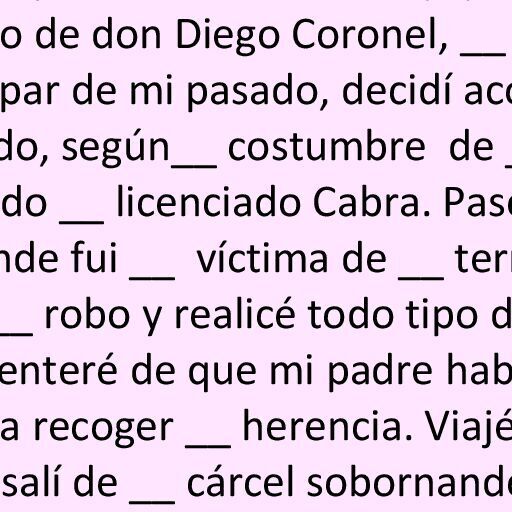 o de don Diego Coronel, __
par de mi pasado, decidí acc
do, según__ costumbre  de _
do __ licenciado Cabra. Pas
nde fui __  víctima de __ ter
__ robo y realicé todo tipo d
enteré de que mi padre hab
a recoger __ herencia. Viajé
salí de __ cárcel sobornand